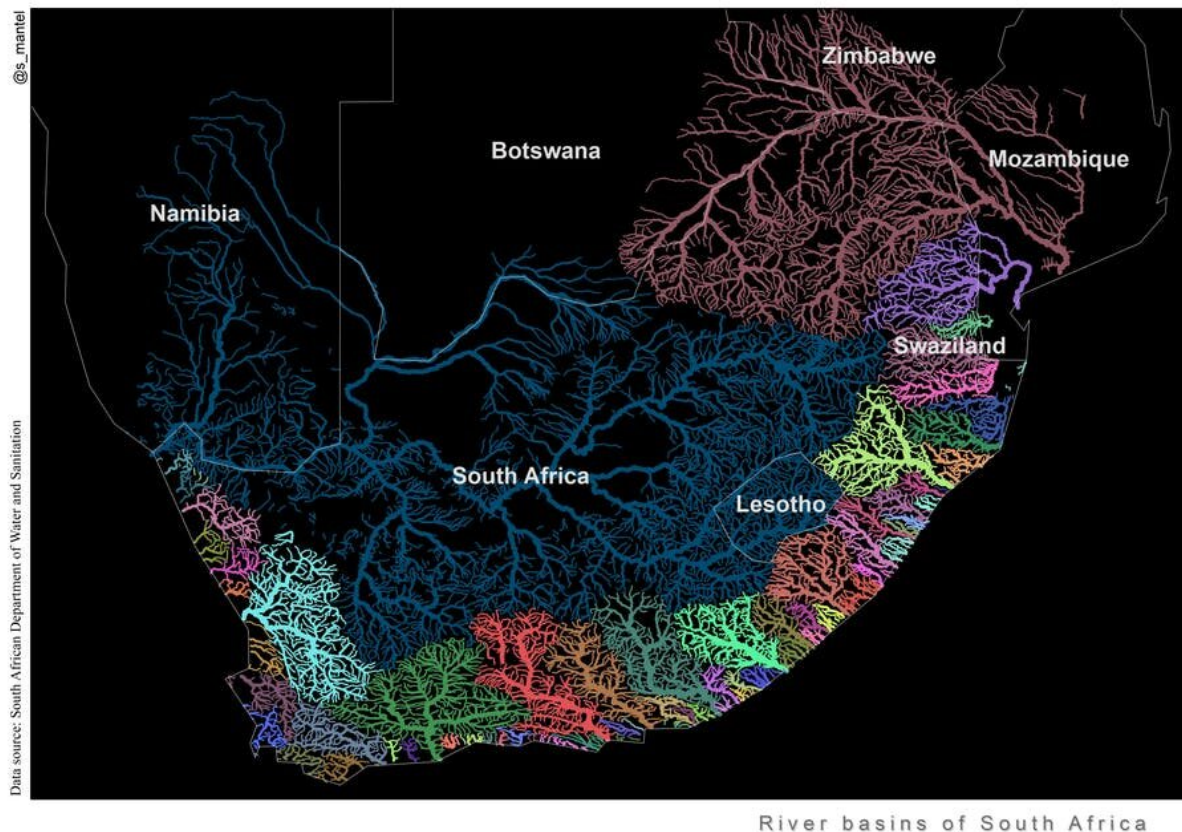 @s_mantel
Zimbabwe
Botswana
Mozambique
Namibia
Swaziland
South Africa
Lesotho
Data source: South African Department of Water and Sanitation
River basins of South Africa